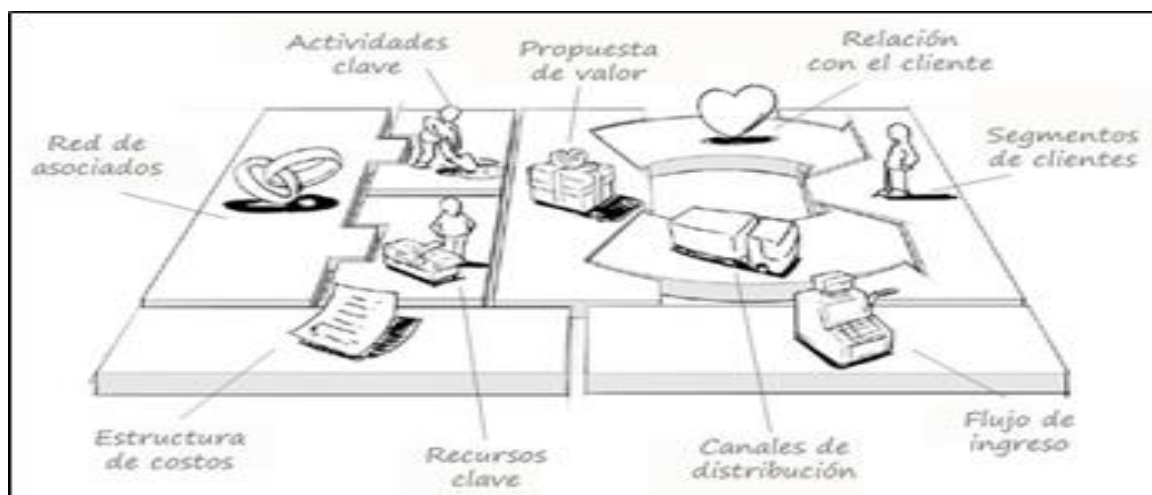 Actividades
clave
Propuesta
de valor
Relación
con el cliente
Red de
asociados
Segmentos
de clientes
Estructura
de costos
Recursos
clave
Canales de
distribución
Flujo de
ingreso